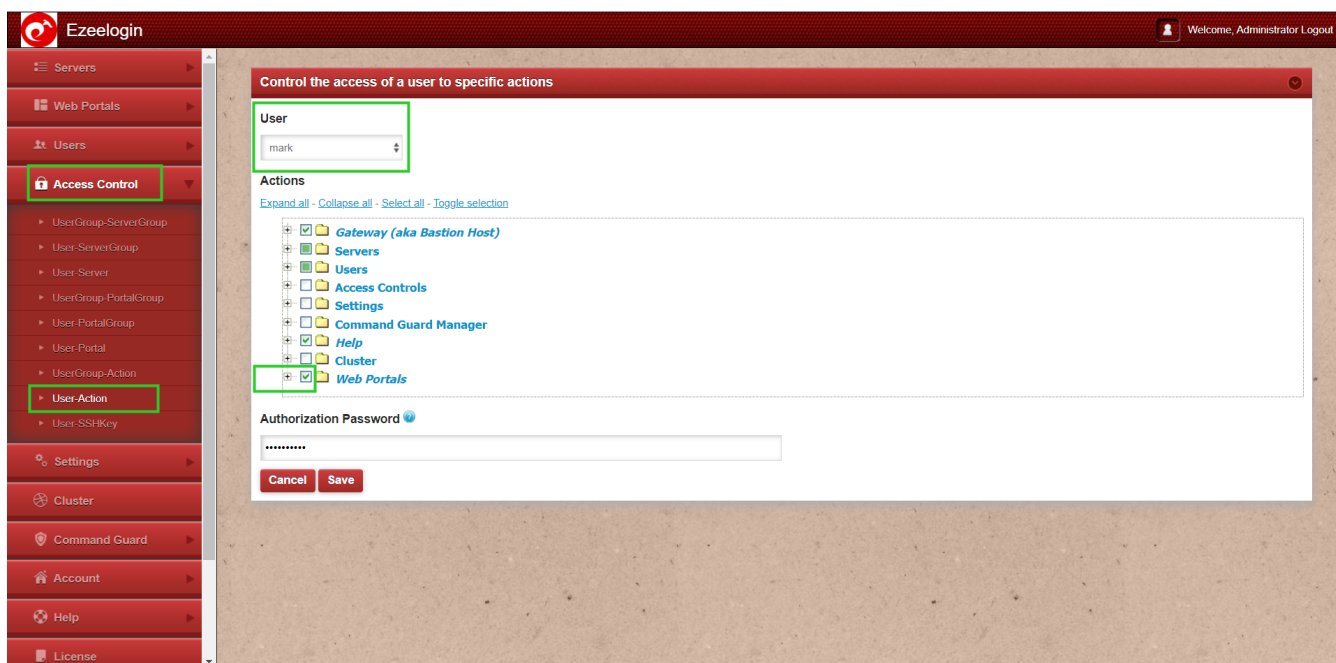 Ezeelogin
Welcome, Administrator Logout
Servers
Web Portals
Users
Access Control
UserGroup-ServerGroup
User-ServerGroup
User-Server
UserGroup-PortalGroup
User-PortalGroup
User-Portal
UserGroup-Action
User-Action
User-SSHKey
Settings
Cluster
Command Guard
Account
Help
License
Control the access of a user to specific actions
User
mark
Actions
Expand all - Collapse all - Select all - Toggle selection
Gateway (aka Bastion Host)
Servers
Users
Access Controls
Settings
Command Guard Manager
Help
Cluster
Web Portals
Authorization Password
Cancel Save